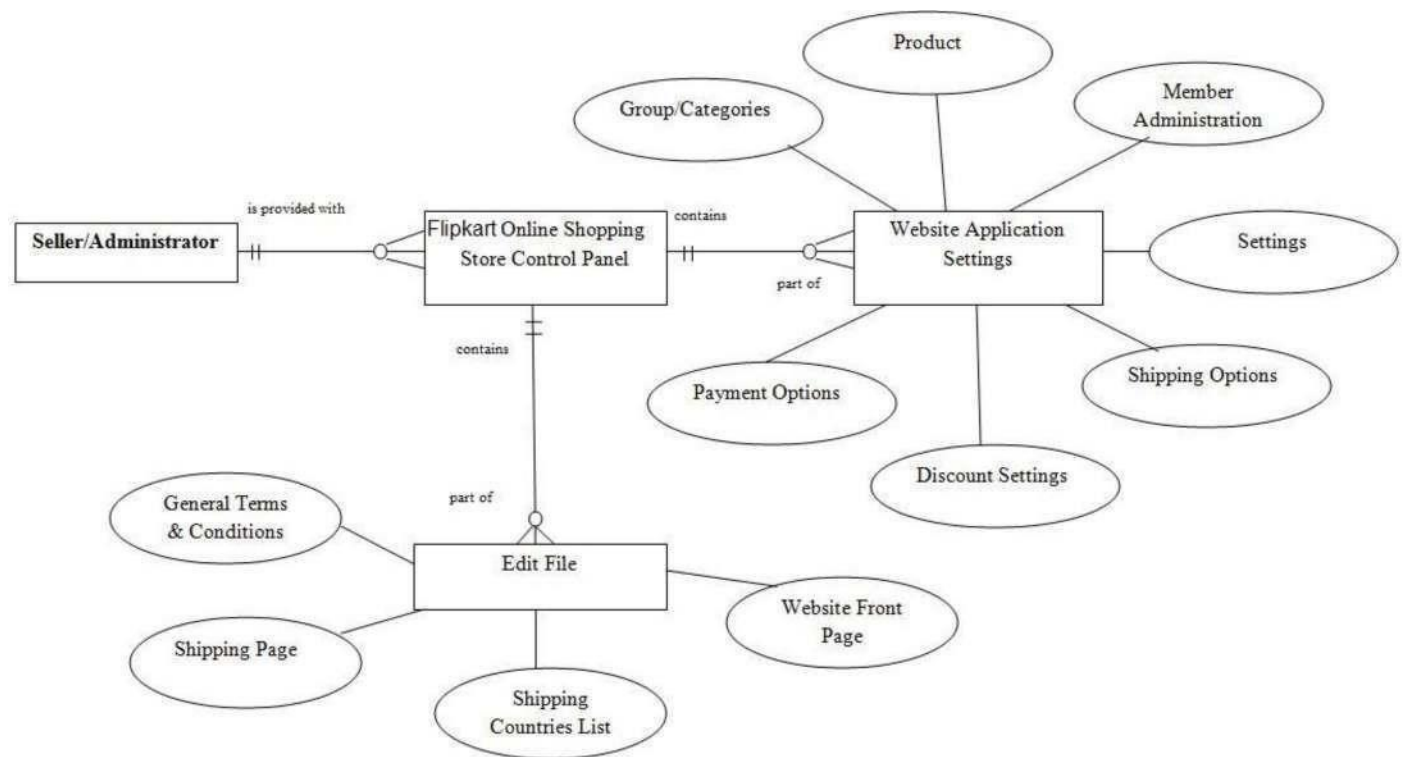 Product
Group/Categories
Member
Administration
is provided with
contains
Seller/Administrator
Flipkart Online Shopping
Store Control Panel
Website Application
Settings
Settings
part of
contains
Payment Options
Shipping Options
Discount Settings
part of
General Terms
& Conditions
Edit File
Website Front
Page
Shipping Page
Shipping
Countries List